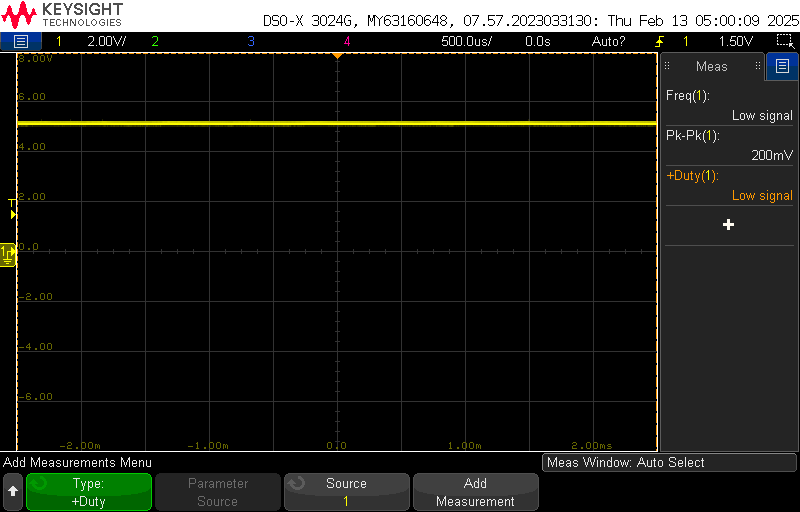 KEYSIGHT
TECHNOLOGIES
DSO-X 3024G, MY63160648, 07.57.2023033130: Thu Feb 13 05:00:09 2025
1 2.00V/ 2 3 4 500.0us/ 0.0s Auto? 1 1.50V
8.00V
6.00
4.00
2.00
0.0
-2.00
-4.00
-6.00
-2.00m -1.00m 0.0 1.00m 2.00ms
T
1
Meas
Freq(1):
Low signal
Pk-Pk(1):
200mV
+Duty(1):
Low signal
Add Measurements Menu
Meas Window: Auto Select
Type:
+Duty
Parameter
Source
Source
1
Add
Measurement